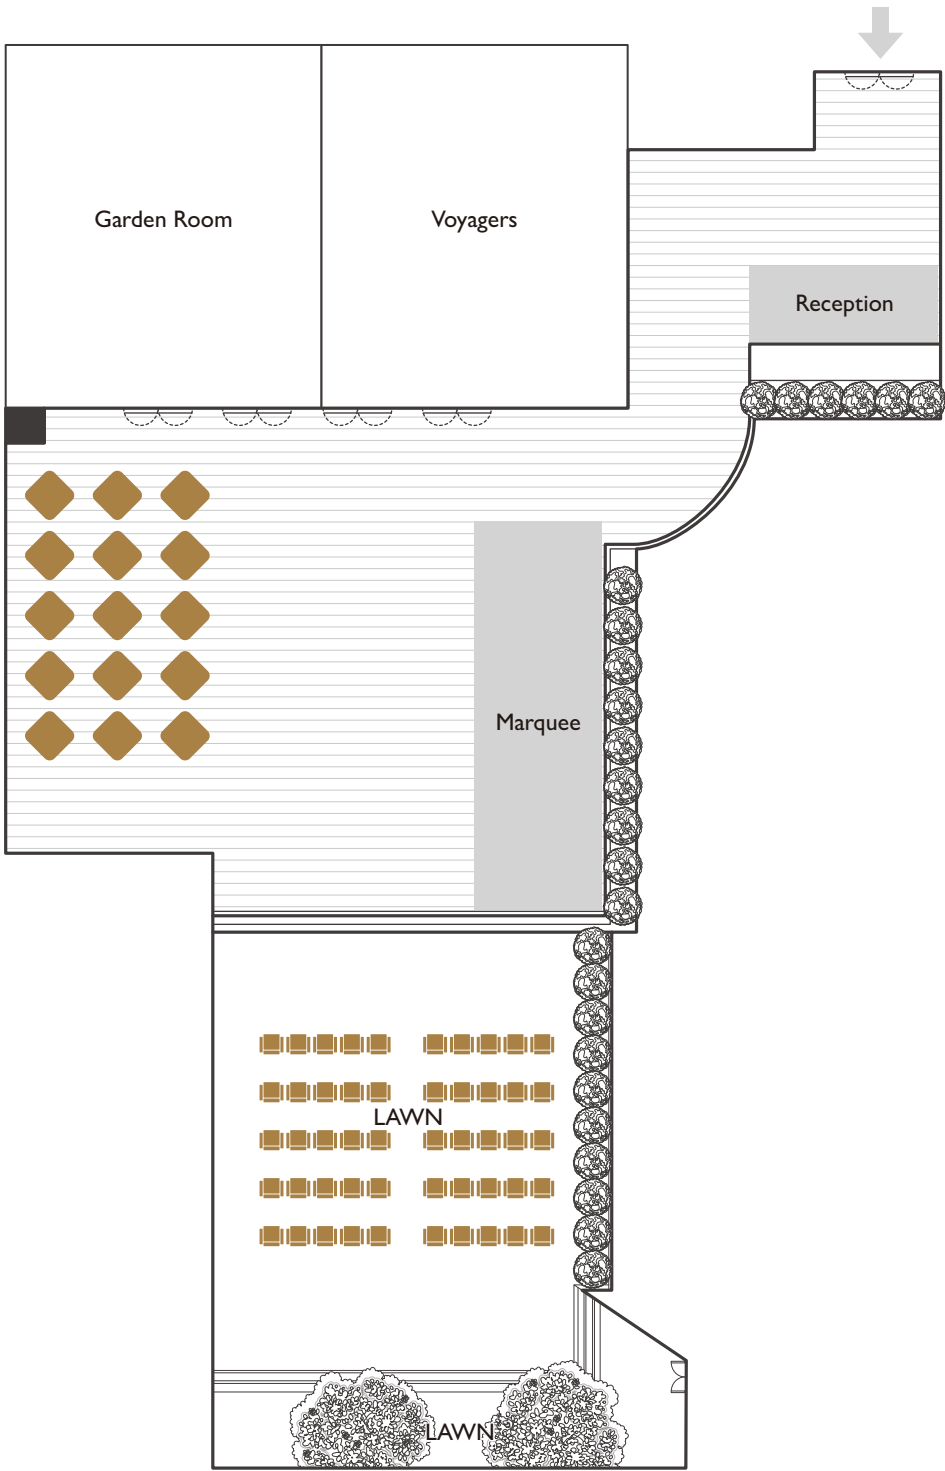 Garden Room
Voyagers
Reception
Marquee
LAWN
LAWN